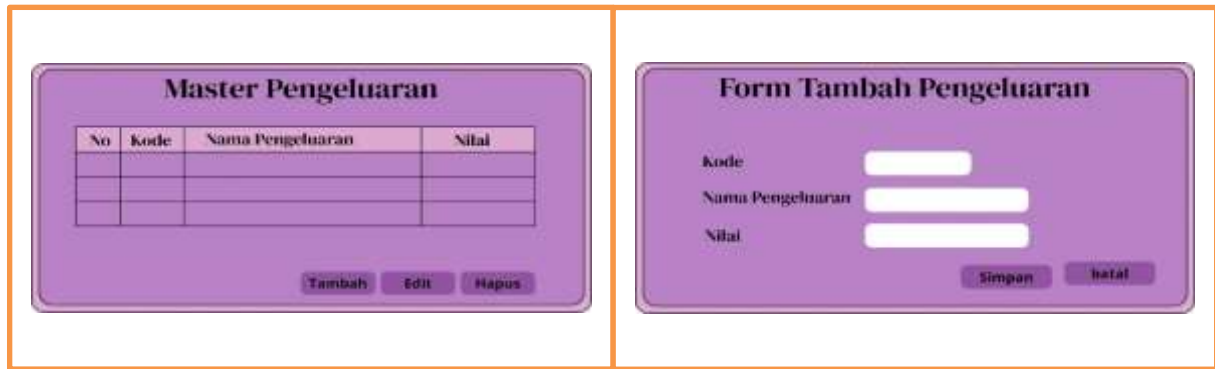 Master Pengeluaran
No Kode Nama Pengeluaran Nilai
Tambah Edit Hapus
Form Tambah Pengeluaran
Kode
Nama Pengeluaran
Nilai
Simpan batal